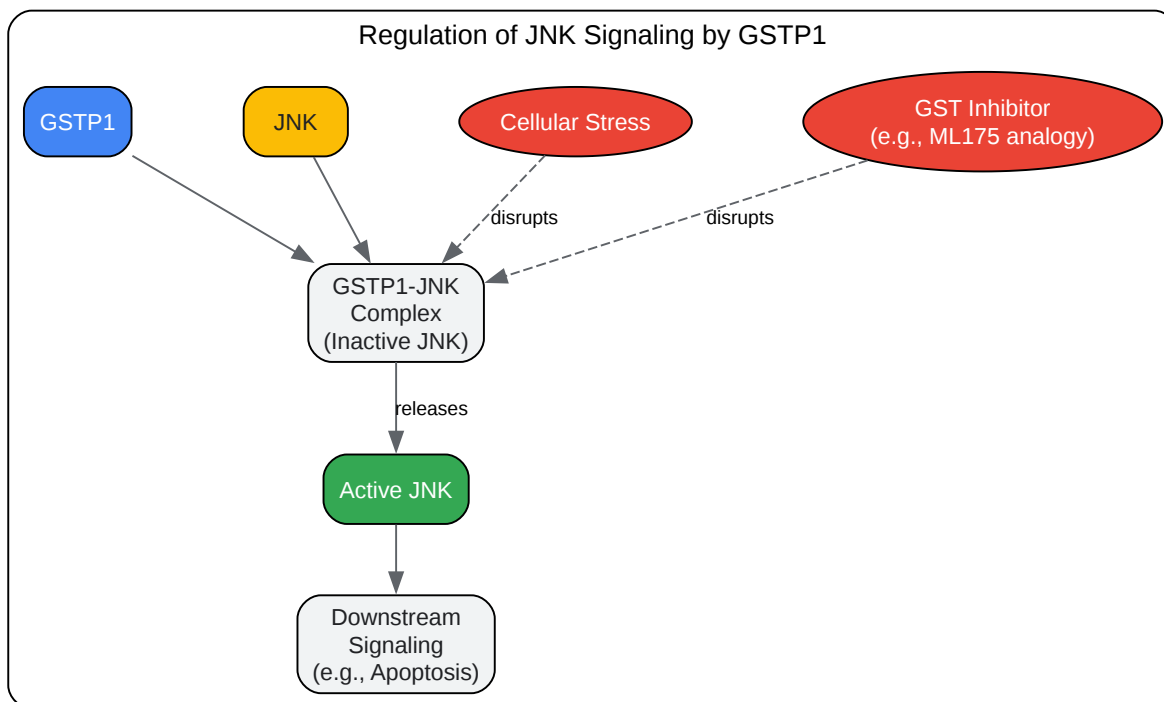 Regulation of JNK Signaling by GSTP1
GSTP1
JNK
Cellular Stress
GST Inhibitor
(e.g., ML175 analogy)
disrupts
disrupts
GSTP1-JNK
Complex
(Inactive JNK)
releases
Active JNK
Downstream
Signaling
(e.g., Apoptosis)